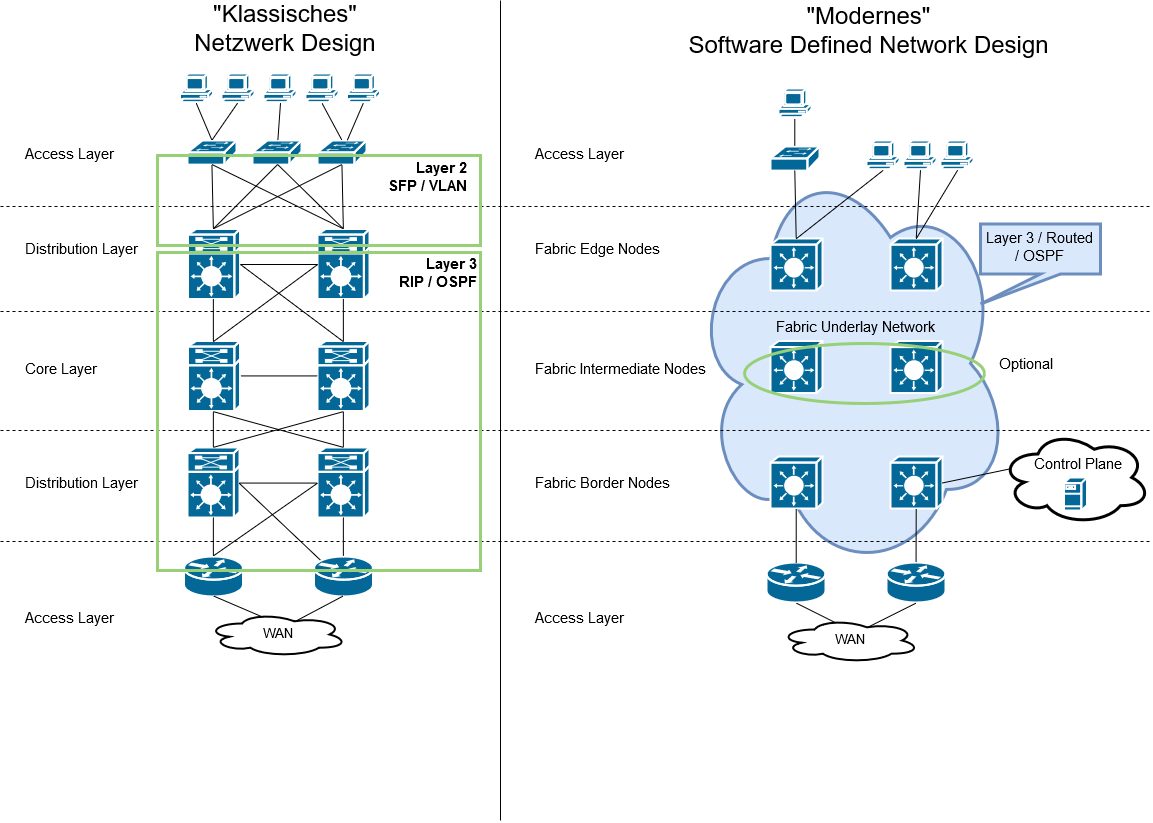 "Klassisches"
Netzwerk Design
Access Layer
Layer 2
SFP / VLAN
Distribution Layer
Layer 3
RIP / OSPF
Core Layer
Distribution Layer
Access Layer
WAN
"Modernes"
Software Defined Network Design
Access Layer
Fabric Edge Nodes
Layer 3 / Routed
/ OSPF
Fabric Underlay Network
Fabric Intermediate Nodes
Optional
Control Plane
Fabric Border Nodes
Access Layer
WAN